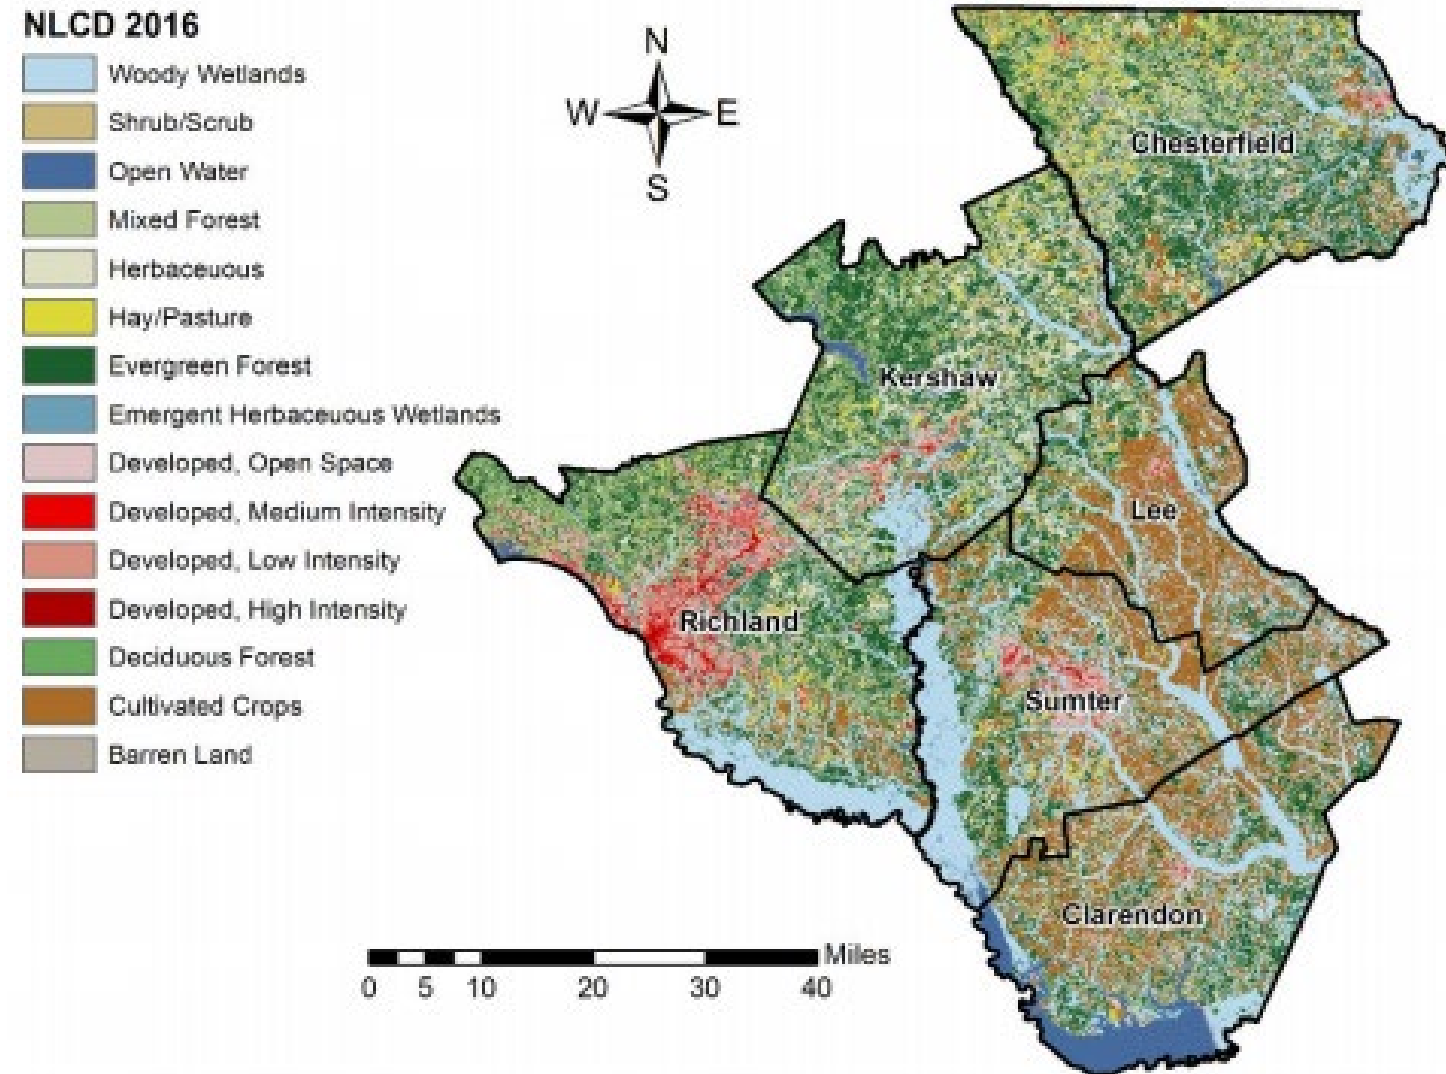 NLCD 2016
Woody Wetlands
Shrub/Scrub
Open Water
Mixed Forest
Herbaceuous
Hay/Pasture
Evergreen Forest
Emergent Herbaceuous Wetlands
Developed, Open Space
Developed, Medium Intensity
Developed, Low Intensity
Developed, High Intensity
Deciduous Forest
Cultivated Crops
Barren Land
N
W E
S
Chesterfield
Kershaw
Lee
Richland
Sumter
Clarendon
Miles
0 5 10 20 30 40